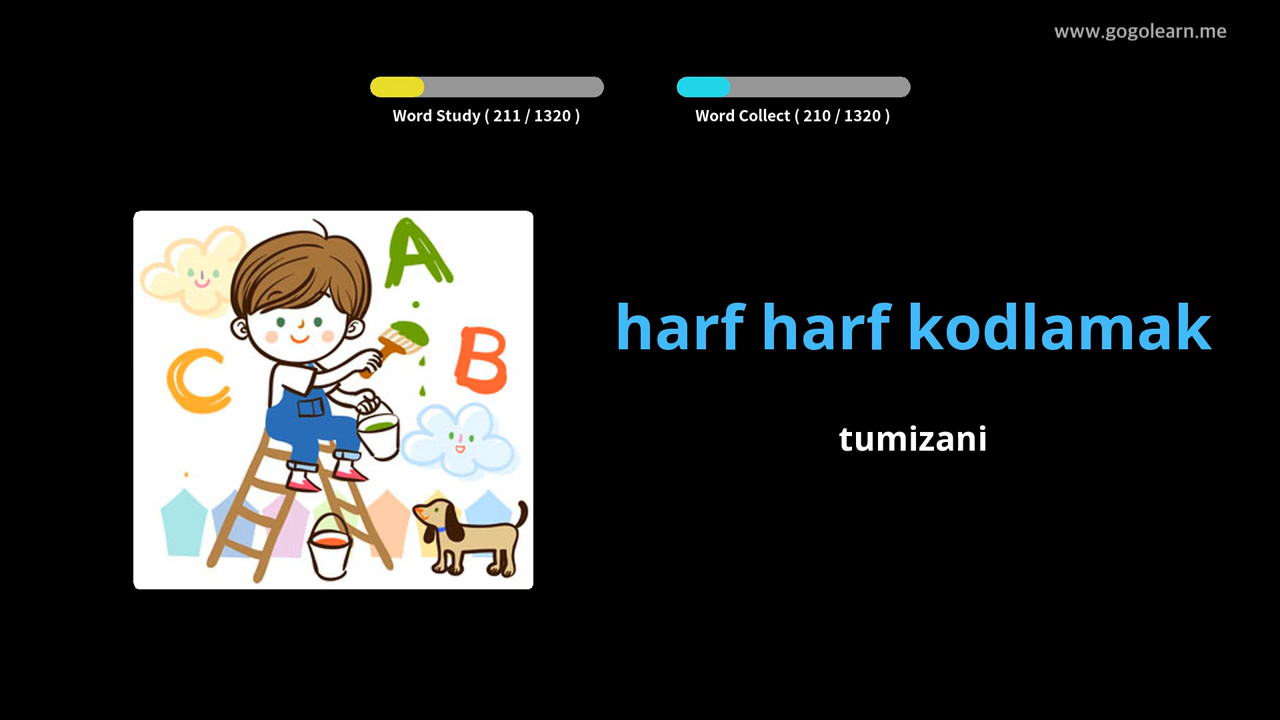 www.gogolearn.me
Word Study ( 211 / 1320 )
Word Collect ( 210 / 1320 )
A
B
C
harf harf kodlamak
tumizani